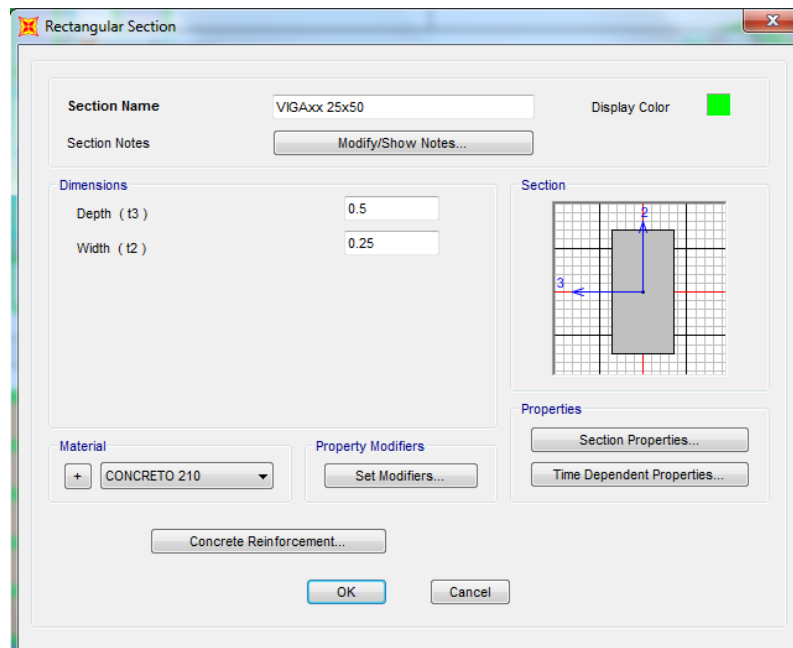 Rectangular Section
Section Name VIGAxx 25x50 Display Color
Section Notes Modify/Show Notes...
Dimensions
Depth ( t3 ) 0.5
Width ( t2 ) 0.25
Section
2
3
Properties
Section Properties...
Time Dependent Properties...
Material
+ CONCRETO 210
Property Modifiers
Set Modifiers...
Concrete Reinforcement...
OK Cancel